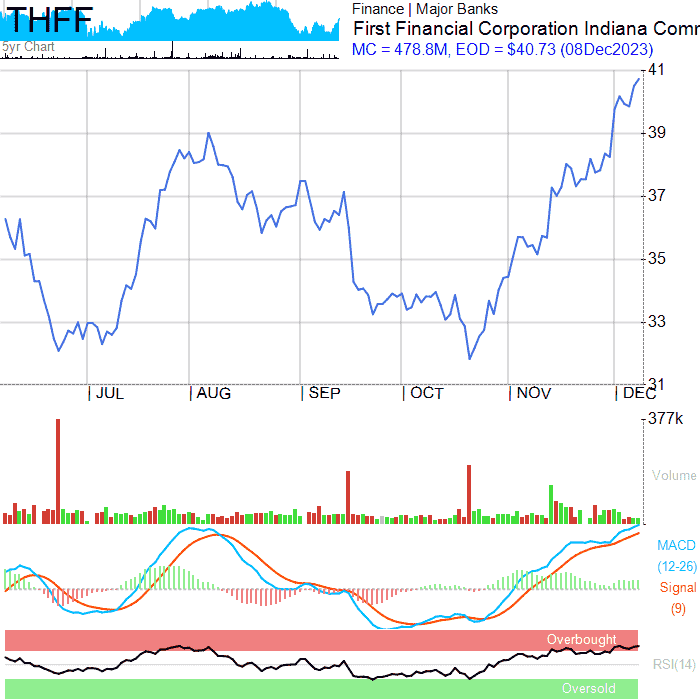 THFF
5yr Chart
Finance | Major Banks
First Financial Corporation Indiana Comm
MC = 478.8M, EOD = $40.73 (08Dec2023)
41
39
37
35
33
31
JUL AUG SEP OCT NOV DEC
377k
Volume
MACD
(12-26)
Signal
(9)
Overbought
RSI(14)
Oversold